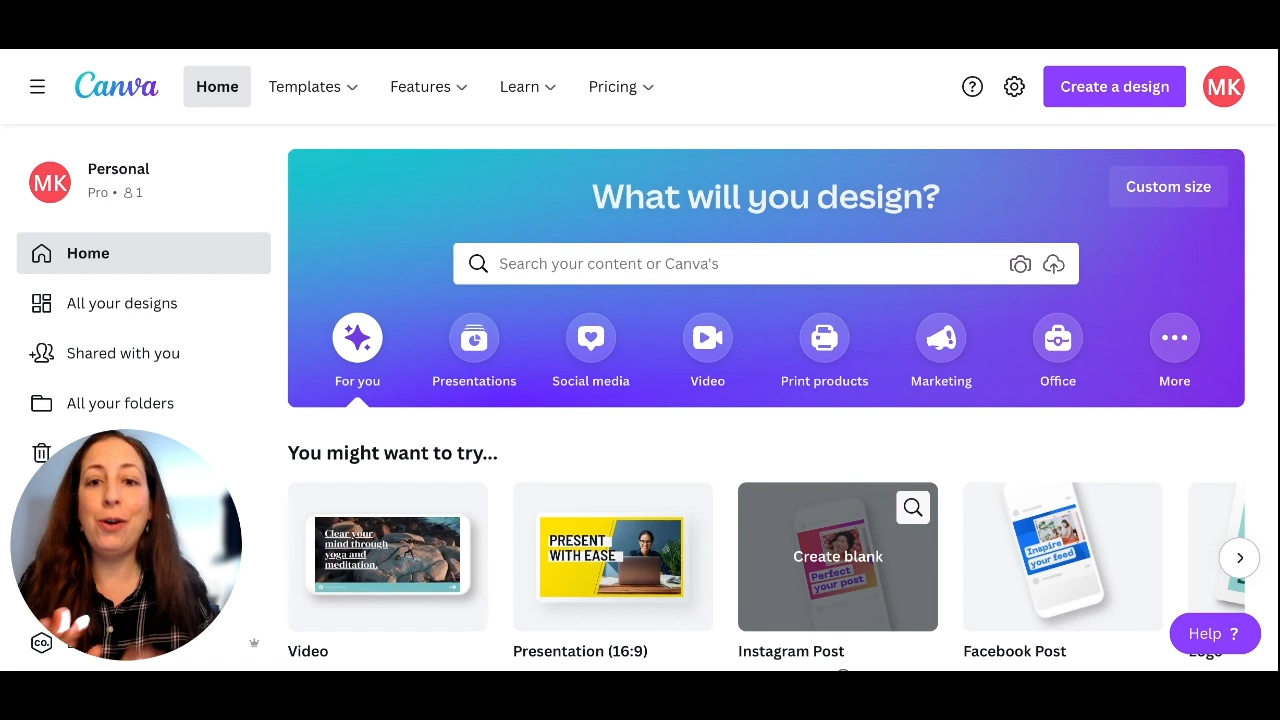 Canva
Home
Templates
Features
Learn
Pricing
?
Create a design
MK
MK
Personal
Pro • 1
Home
All your designs
Shared with you
All your folders
CO.
What will you design?
Custom size
Search your content or Canva's
For you
Presentations
Social media
Video
Print products
Marketing
Office
More
You might want to try...
Clear your
mind through
yoga and
meditation.
PRESENT
WITH EASE
Perfect
your post
Create blank
Inspire
your feed
Video
Presentation (16:9)
Instagram Post
Facebook Post
Logo
Help ?